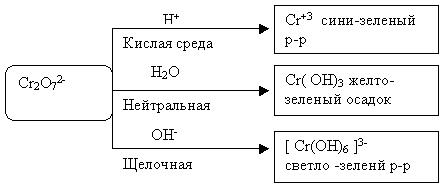 H⁺
Cr⁺³ сини-зеленый
р-р
Кислая среда
Cr₂O₇²⁻
H₂O
Cr( OH)₃ желто-
зеленый осадок
Нейтральная
OH⁻
[ Cr(OH)₆ ]³⁻
светло -зелeнй р-р
Щелочная